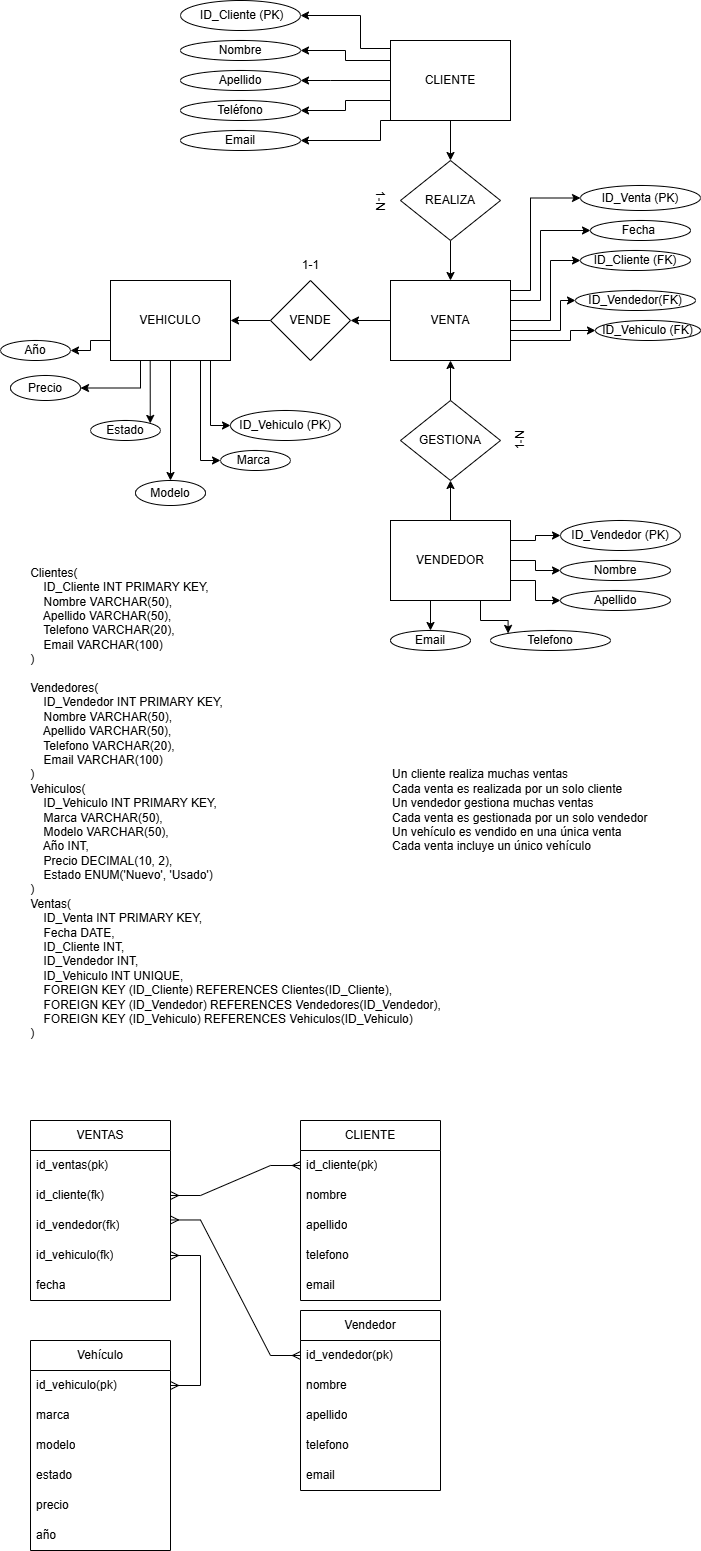 ID_Cliente (PK)
Nombre
CLIENTE
Apellido
Teléfono
Email
REALIZA
1-N
ID_Venta (PK)
Fecha
ID_Cliente (FK)
1-1
VEHICULO
VENDE
VENTA
ID_Vendedor(FK)
ID_Vehiculo (FK)
Año
Precio
Estado
ID_Vehiculo (PK)
Marca
Modelo
GESTIONA
1-N
VENDEDOR
ID_Vendedor (PK)
Nombre
Apellido
Email
Telefono
Clientes(
ID_Cliente INT PRIMARY KEY,
Nombre VARCHAR(50),
Apellido VARCHAR(50),
Telefono VARCHAR(20),
Email VARCHAR(100)
)
Vendedores(
ID_Vendedor INT PRIMARY KEY,
Nombre VARCHAR(50),
Apellido VARCHAR(50),
Telefono VARCHAR(20),
Email VARCHAR(100)
)
Vehiculos(
ID_Vehiculo INT PRIMARY KEY,
Marca VARCHAR(50),
Modelo VARCHAR(50),
Año INT,
Precio DECIMAL(10, 2),
Estado ENUM('Nuevo', 'Usado')
)
Ventas(
ID_Venta INT PRIMARY KEY,
Fecha DATE,
ID_Cliente INT,
ID_Vendedor INT,
ID_Vehiculo INT UNIQUE,
FOREIGN KEY (ID_Cliente) REFERENCES Clientes(ID_Cliente),
FOREIGN KEY (ID_Vendedor) REFERENCES Vendedores(ID_Vendedor),
FOREIGN KEY (ID_Vehiculo) REFERENCES Vehiculos(ID_Vehiculo)
)
Un cliente realiza muchas ventas
Cada venta es realizada por un solo cliente
Un vendedor gestiona muchas ventas
Cada venta es gestionada por un solo vendedor
Un vehículo es vendido en una única venta
Cada venta incluye un único vehículo
VENTAS
id_ventas(pk)
id_cliente(fk)
id_vendedor(fk)
id_vehiculo(fk)
fecha
CLIENTE
id_cliente(pk)
nombre
apellido
telefono
email
Vendedor
id_vendedor(pk)
nombre
apellido
telefono
email
Vehículo
id_vehiculo(pk)
marca
modelo
estado
precio
año